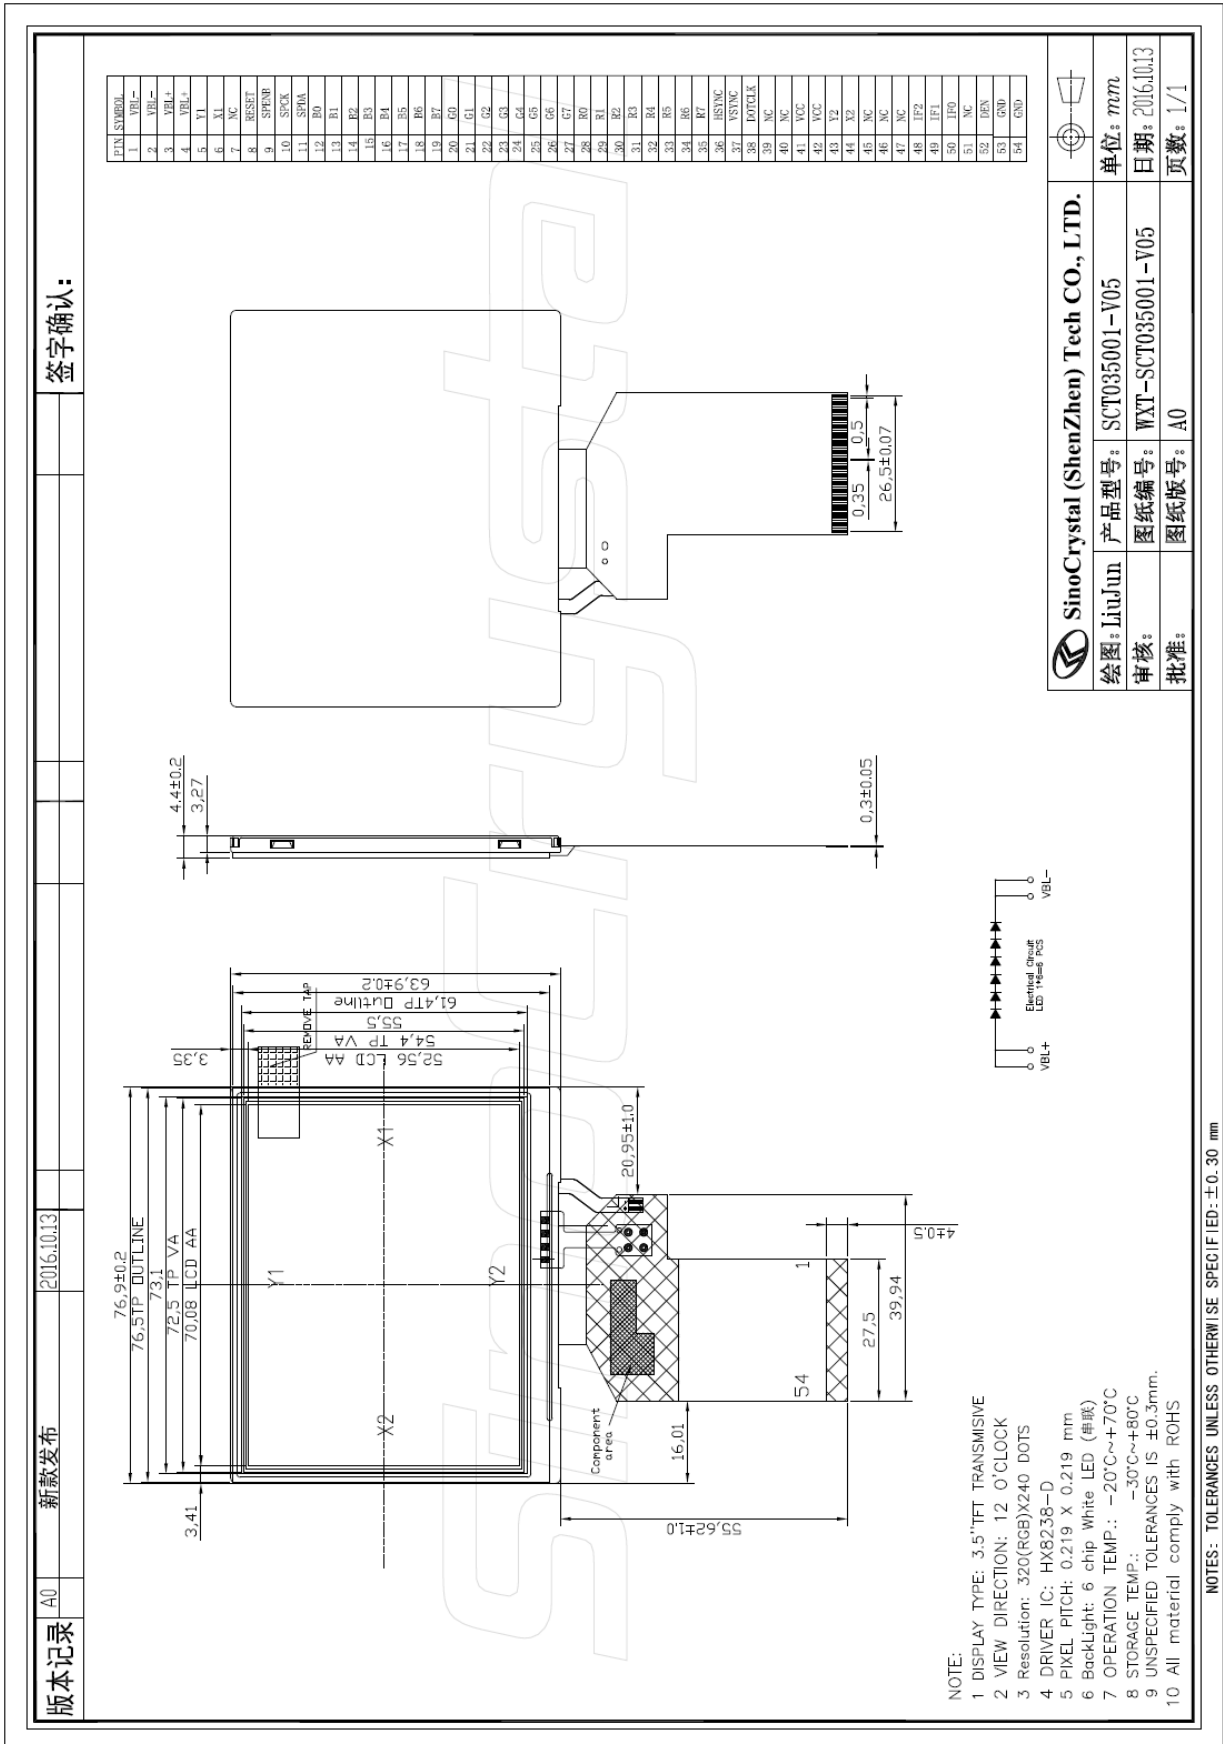 版本记录 A0 新款发布 2016.10.13 签字确认:
76,9±0.2
76,5TP OUTLINE
73,1
72,5 TP VA
70,08 LCD AA
3,41
3,35
52,56 LCD AA
54,4 TP VA
55,5
61,4TP Outline
63,9±0.2
REMOVE TAP
Y1
X2
X1
Y2
Component
area
16,01
20,95±1.0
55,62±1.0
54
1
4±0.5
27,5
39,94
4.4±0.2
3,27
0,3±0.05
0,35
0,5
26,5±0.07
VBL+
VBL-
Electrical Circuit
LED 1*6=6 PCS
PIN SYMBOL
1 VBL-
2 VBL-
3 VBL+
4 VBL+
5 Y1
6 X1
7 NC
8 RESET
9 SPENB
10 SPCK
11 SPDA
12 B0
13 B1
14 B2
15 B3
16 B4
17 B5
18 B6
19 B7
20 G0
21 G1
22 G2
23 G3
24 G4
25 G5
26 G6
27 G7
28 R0
29 R1
30 R2
31 R3
32 R4
33 R5
34 R6
35 R7
36 HSYNC
37 VSYNC
38 DOTCLK
39 NC
40 NC
41 VCC
42 VCC
43 Y2
44 X2
45 NC
46 NC
47 NC
48 IF2
49 IF1
50 IF0
51 NC
52 DEN
53 GND
54 GND
NOTE:
1 DISPLAY TYPE: 3.5''TFT TRANSMISIVE
2 VIEW DIRECTION: 12 O'CLOCK
3 Resolution: 320(RGB)X240 DOTS
4 DRIVER IC: HX8238-D
5 PIXEL PITCH: 0.219 X 0.219 mm
6 BackLight: 6 chip White LED (串联)
7 OPERATION TEMP.: -20°C~+70°C
8 STORAGE TEMP.: -30°C~+80°C
9 UNSPECIFIED TOLERANCES IS ±0.3mm.
10 All material comply with ROHS
SinoCrystal (ShenZhen) Tech CO., LTD.
绘图: LiuJun 产品型号: SCT035001-V05 单位: mm
审核: 图纸编号: WXT-SCT035001-V05 日期: 2016.10.13
批准: 图纸版号: A0 页数: 1/1
NOTES: TOLERANCES UNLESS OTHERWISE SPECIFIED:±0.30 mm
SinoCrystal